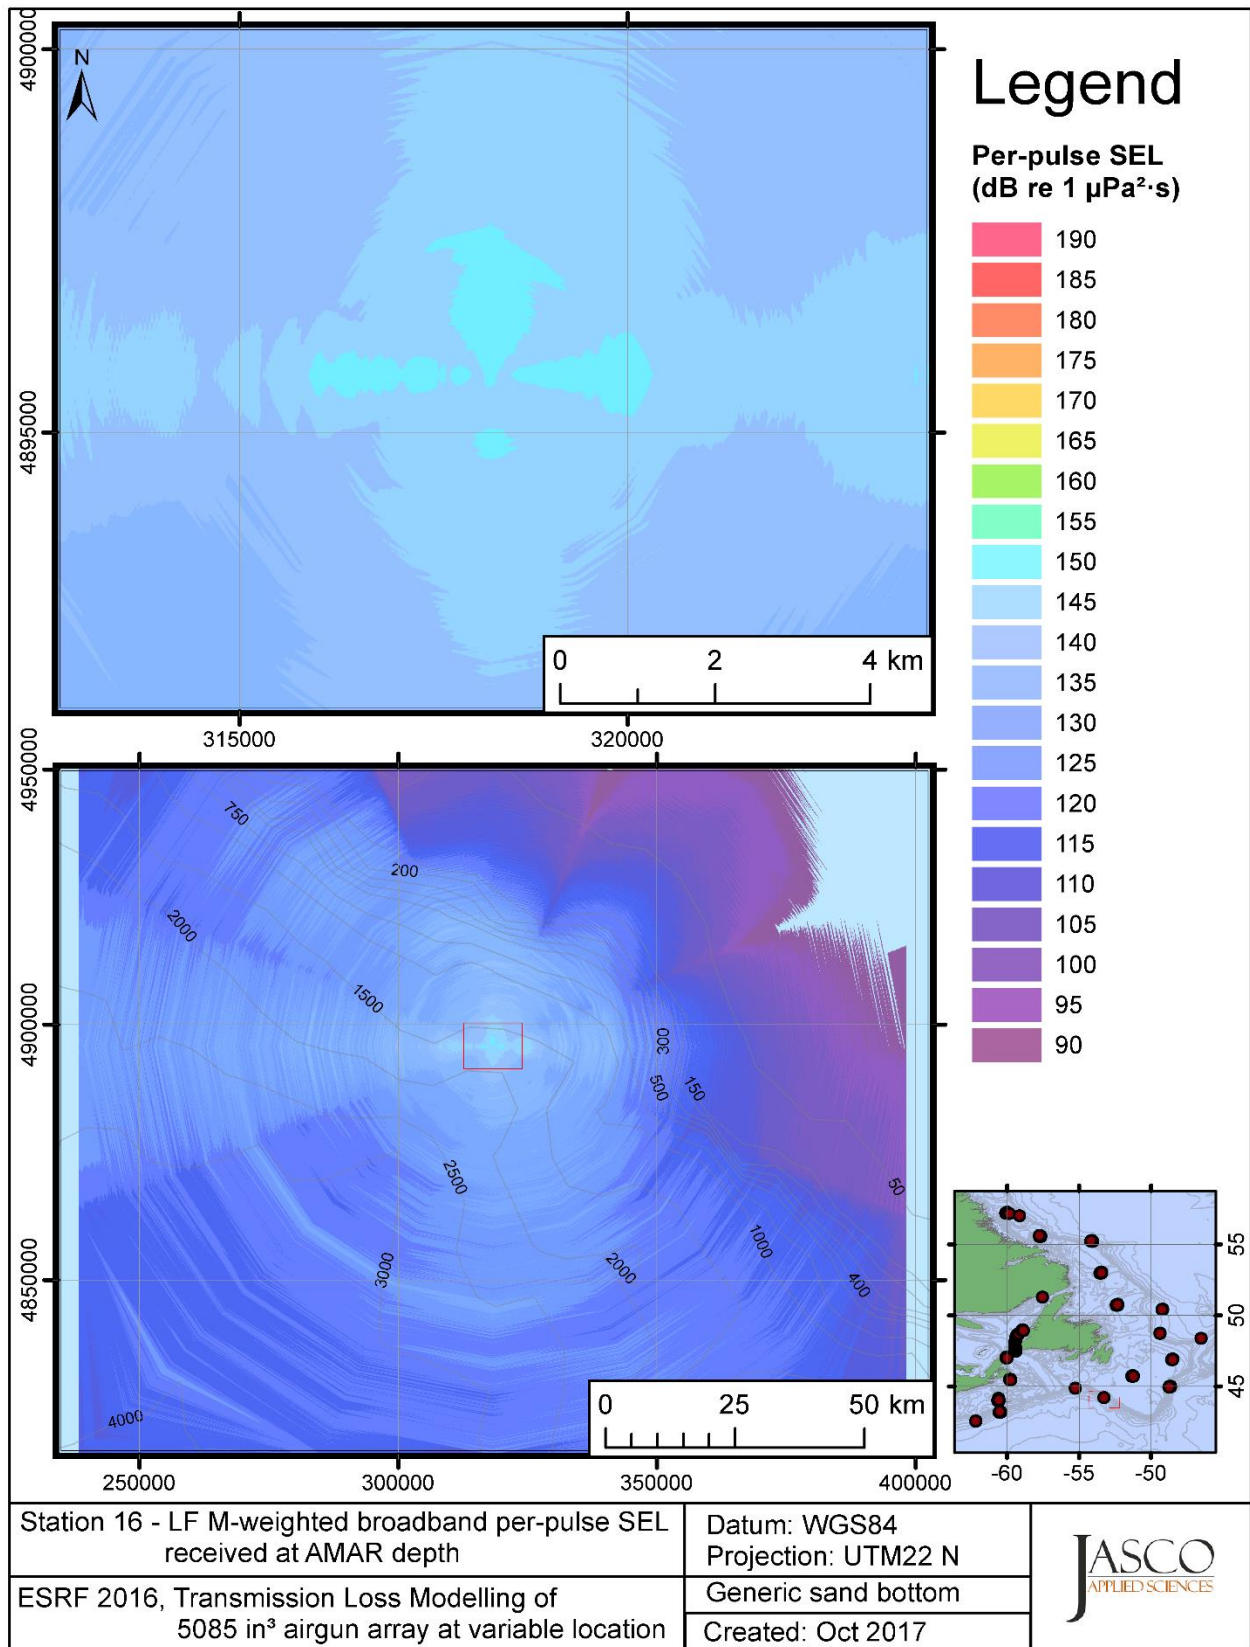 4900000
4895000
N
0 2 4 km
315000 320000
Legend
Per-pulse SEL
(dB re 1 µPa²·s)
190
185
180
175
170
165
160
155
150
145
140
135
130
125
120
115
110
105
100
95
90
4950000
4900000
4850000
750
200
2000
1500
300
500
150
2500
50
3000
2000
1000
400
4000
0 25 50 km
250000 300000 350000 400000
55
50
45
-60 -55 -50
Station 16 - LF M-weighted broadband per-pulse SEL
received at AMAR depth
ESRF 2016, Transmission Loss Modelling of
5085 in³ airgun array at variable location
Datum: WGS84
Projection: UTM22 N
Generic sand bottom
Created: Oct 2017
JASCO
APPLIED SCIENCES